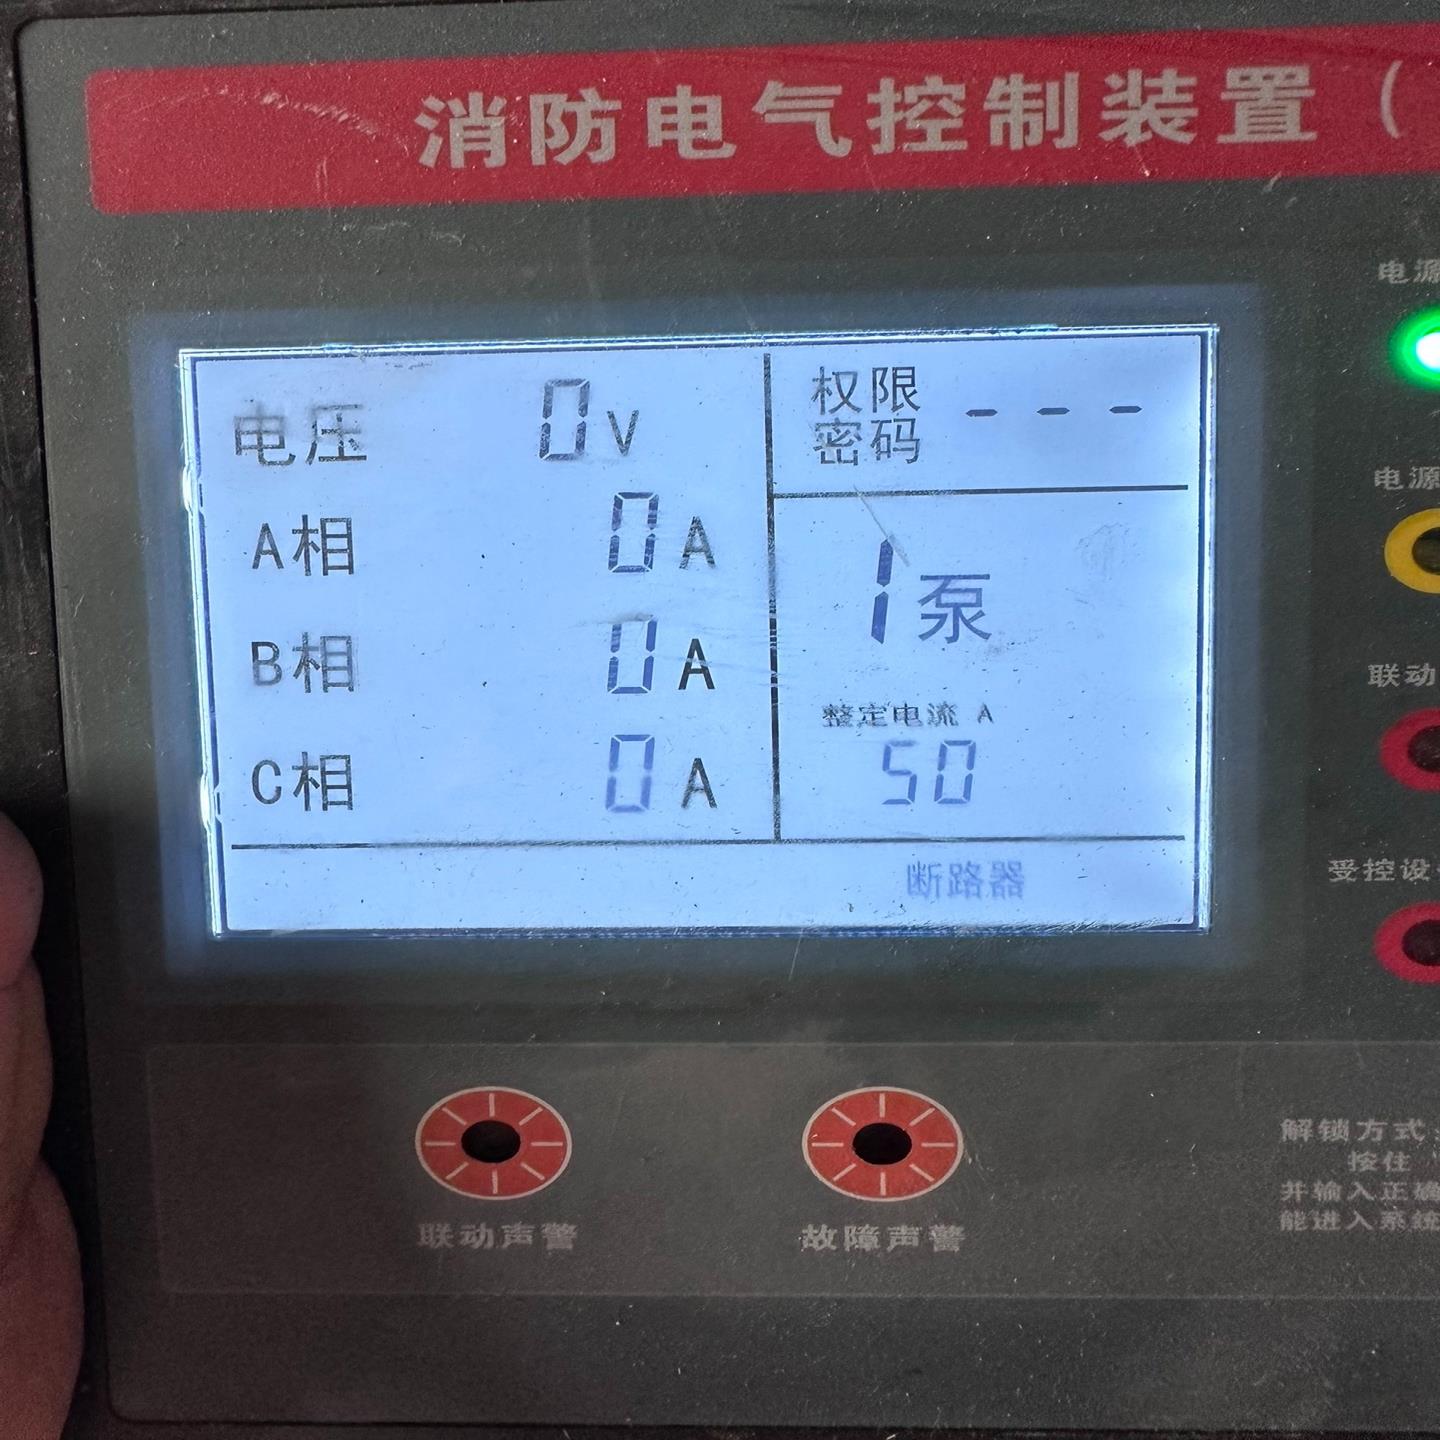 消防电气控制装置（
电压 0V
A相 0A
B相 0A
C相 0A
权限
密码 - - -
1泵
整定电流 A
50
断路器
电源
电源
联动
受控设
联动声警
故障声警
解锁方式
按住
并输入正确
能进入系统